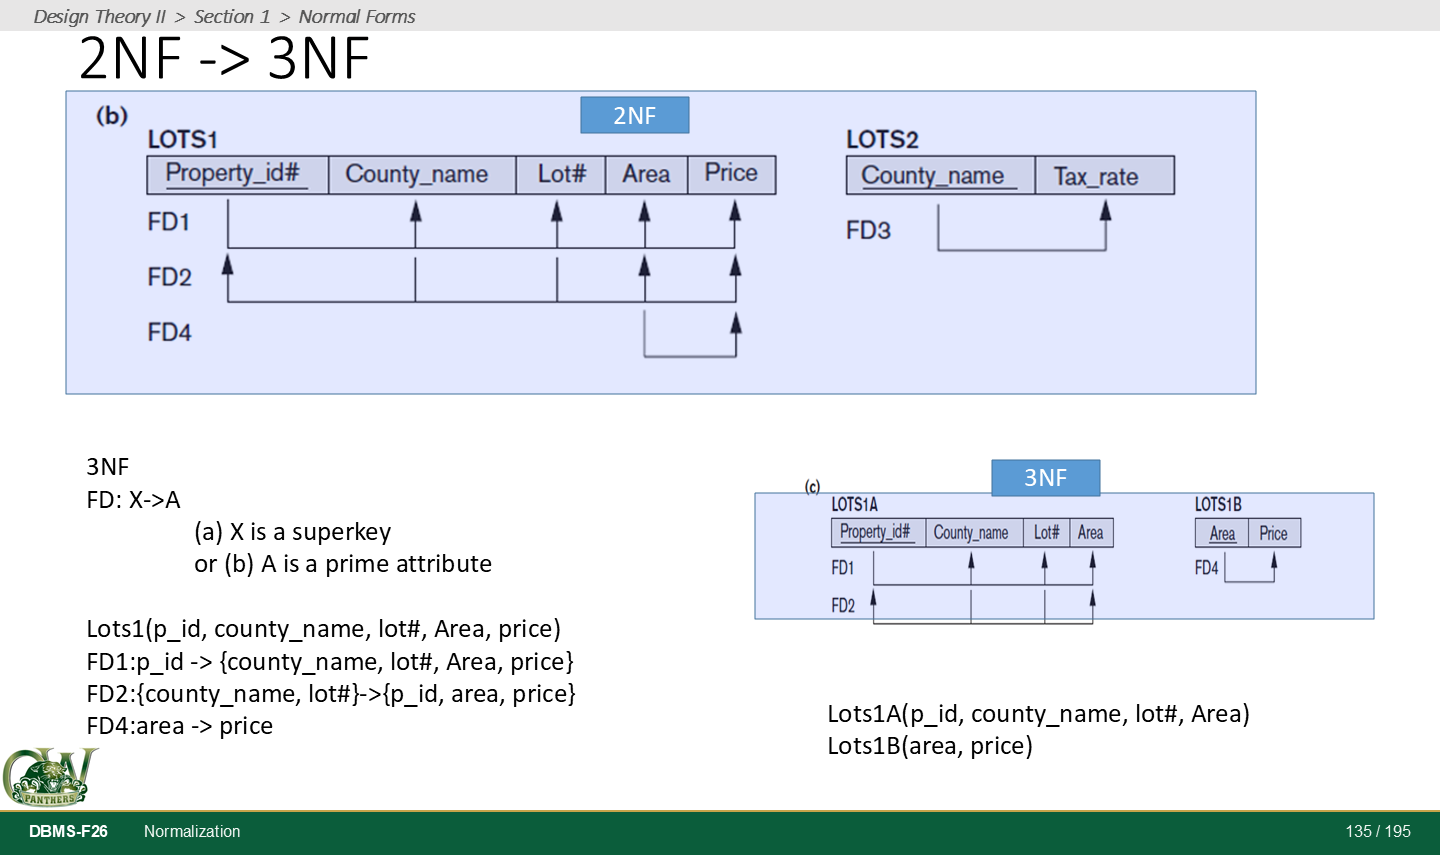 Design Theory II > Section 1 > Normal Forms
2NF -> 3NF
(b)
2NF
LOTS1
Property_id# County_name Lot# Area Price
FD1
FD2
FD4
LOTS2
County_name Tax_rate
FD3
3NF
FD: X->A
(a) X is a superkey
or (b) A is a prime attribute
Lots1(p_id, county_name, lot#, Area, price)
FD1:p_id -> {county_name, lot#, Area, price}
FD2:{county_name, lot#}->{p_id, area, price}
FD4:area -> price
(c)
3NF
LOTS1A
Property_id# County_name Lot# Area
FD1
FD2
LOTS1B
Area Price
FD4
Lots1A(p_id, county_name, lot#, Area)
Lots1B(area, price)
PANTHERS
DBMS-F26 Normalization 135 / 195